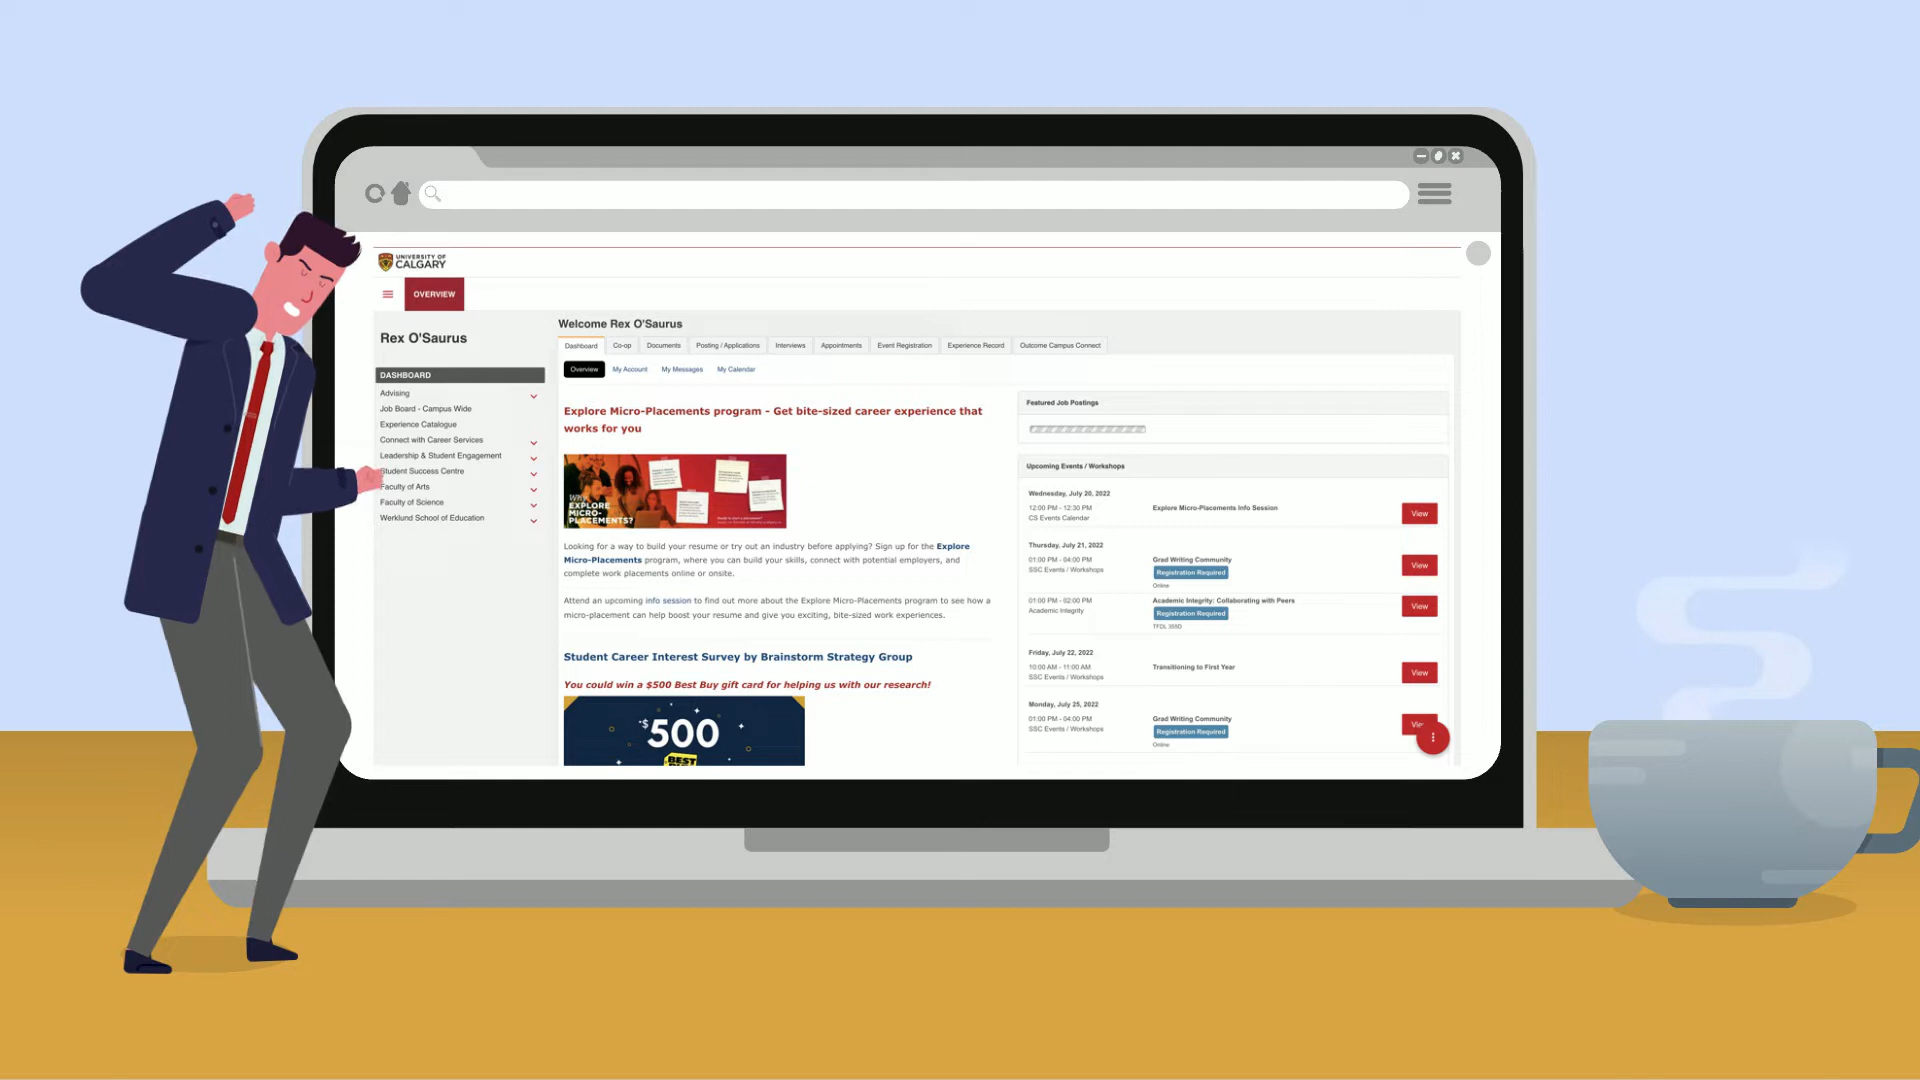 UNIVERSITY OF
CALGARY
OVERVIEW
Rex O'Saurus
DASHBOARD
Advising
Job Board - Campus Wide
Experience Catalogue
Connect with Career Services
Leadership & Student Engagement
Student Success Centre
Faculty of Arts
Faculty of Science
Werklund School of Education
Welcome Rex O'Saurus
Dashboard Co-op Documents Posting / Applications Interviews Appointments Event Registration Experience Record Outcome Campus Connect
Overview My Account My Messages My Calendar
Explore Micro-Placements program - Get bite-sized career experience that
works for you
WHY
EXPLORE
MICRO-
PLACEMENTS?
Looking for a way to build your resume or try out an industry before applying? Sign up for the Explore
Micro-Placements program, where you can build your skills, connect with potential employers, and
complete work placements online or onsite.
Attend an upcoming info session to find out more about the Explore Micro-Placements program to see how a
micro-placement can help boost your resume and give you exciting, bite-sized work experiences.
Student Career Interest Survey by Brainstorm Strategy Group
You could win a $500 Best Buy gift card for helping us with our research!
$500
BEST
Featured Job Postings
Upcoming Events / Workshops
Wednesday, July 20, 2022
12:00 PM - 12:30 PM Explore Micro-Placements Info Session View
CS Events Calendar
Thursday, July 21, 2022
01:00 PM - 04:00 PM Grad Writing Community View
SSC Events / Workshops Registration Required
Online
01:00 PM - 02:00 PM Academic Integrity: Collaborating with Peers View
Academic Integrity Registration Required
TFDL 355D
Friday, July 22, 2022
10:00 AM - 11:00 AM Transitioning to First Year View
SSC Events / Workshops
Monday, July 25, 2022
01:00 PM - 04:00 PM Grad Writing Community View
SSC Events / Workshops Registration Required
Online